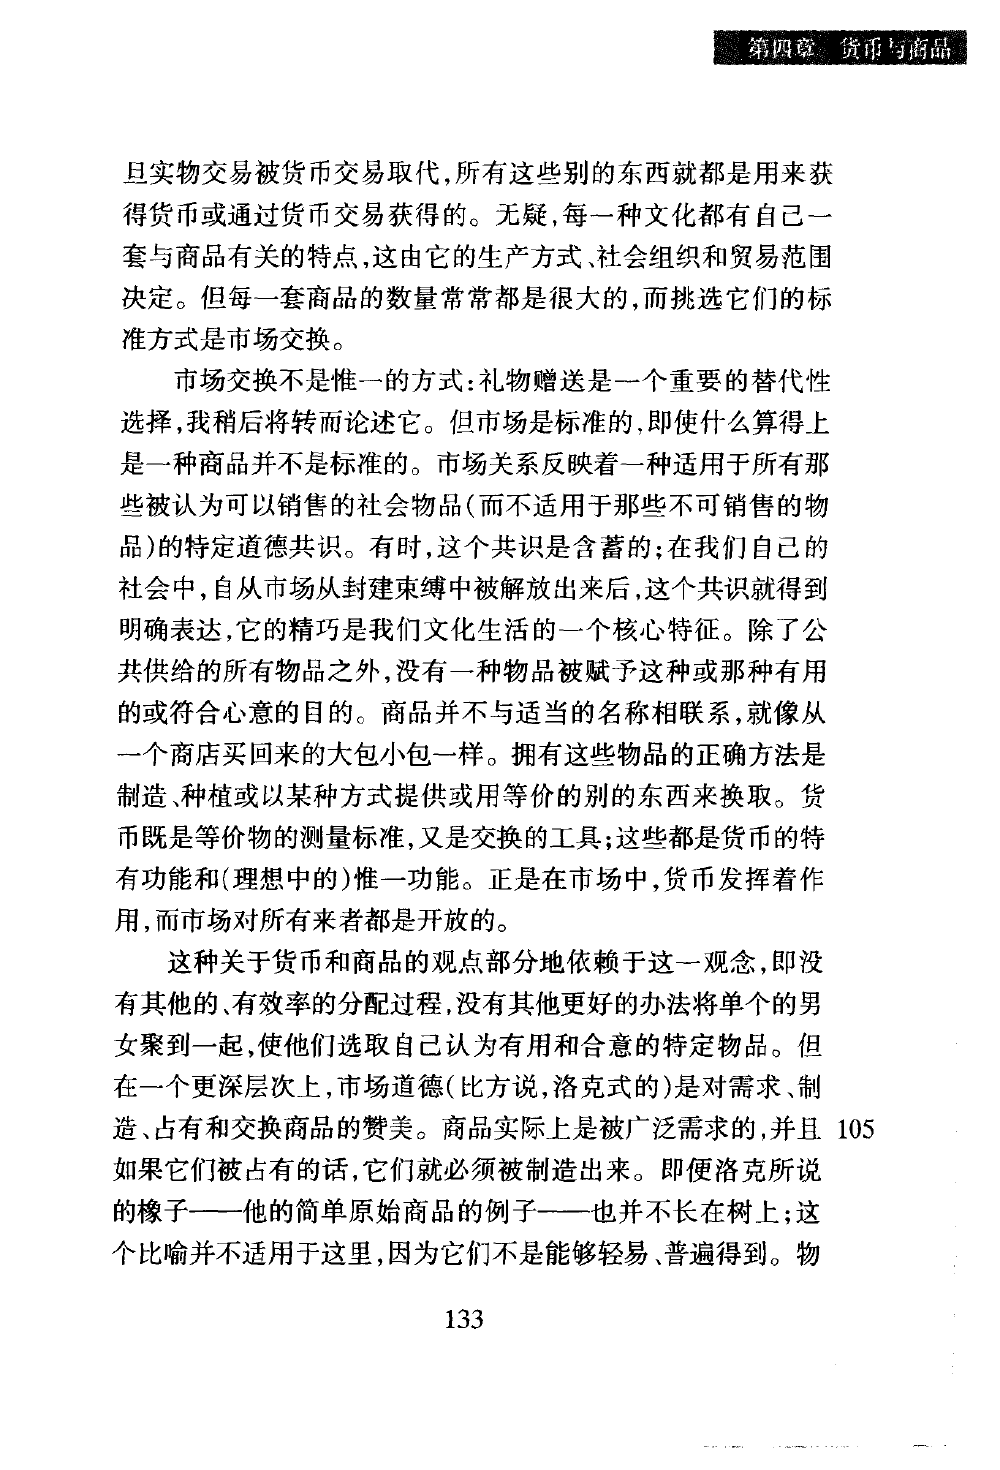 第四章 货币与商品
旦实物交易被货币交易取代,所有这些别的东西就都是用来获
得货币或通过货币交易获得的。无疑,每一种文化都有自己一
套与商品有关的特点,这由它的生产方式、社会组织和贸易范围
决定。但每一套商品的数量常常都是很大的,而挑选它们的标
准方式是市场交换。
市场交换不是惟一的方式:礼物赠送是一个重要的替代性
选择,我稍后将转而论述它。但市场是标准的,即使什么算得上
是一种商品并不是标准的。市场关系反映着一种适用于所有那
些被认为可以销售的社会物品(而不适用于那些不可销售的物
品)的特定道德共识。有时,这个共识是含蓄的;在我们自己的
社会中,自从市场从封建束缚中被解放出来后,这个共识就得到
明确表达,它的精巧是我们文化生活的一个核心特征。除了公
共供给的所有物品之外,没有一种物品被赋予这种或那种有用
的或符合心意的目的。商品并不与适当的名称相联系,就像从
一个商店买回来的大包小包一样。拥有这些物品的正确方法是
制造、种植或以某种方式提供或用等价的别的东西来换取。货
币既是等价物的测量标准,又是交换的工具;这些都是货币的特
有功能和(理想中的)惟一功能。正是在市场中,货币发挥着作
用,而市场对所有来者都是开放的。
这种关于货币和商品的观点部分地依赖于这一观念,即没
有其他的、有效率的分配过程,没有其他更好的办法将单个的男
女聚到一起,使他们选取自己认为有用和合意的特定物品。但
在一个更深层次上,市场道德(比方说,洛克式的)是对需求、制
造、占有和交换商品的赞美。商品实际上是被广泛需求的,并且 105
如果它们被占有的话,它们就必须被制造出来。即便洛克所说
的橡子——他的简单原始商品的例子——也并不长在树上;这
个比喻并不适用于这里,因为它们不是能够轻易、普遍得到。物
133